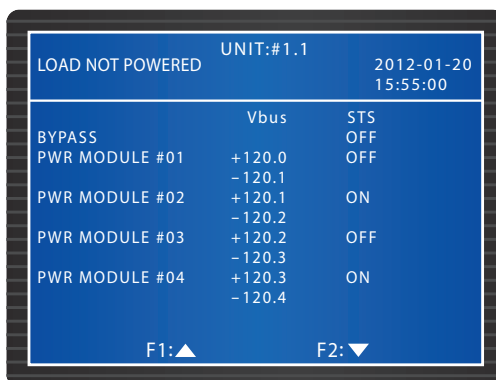 UNIT:#1.1
LOAD NOT POWERED 2012-01-20
15:55:00
Vbus STS
BYPASS OFF
PWR MODULE #01 +120.0 OFF
−120.1
PWR MODULE #02 +120.1 ON
−120.2
PWR MODULE #03 +120.2 OFF
−120.3
PWR MODULE #04 +120.3 ON
−120.4
F1:▲ F2:▼